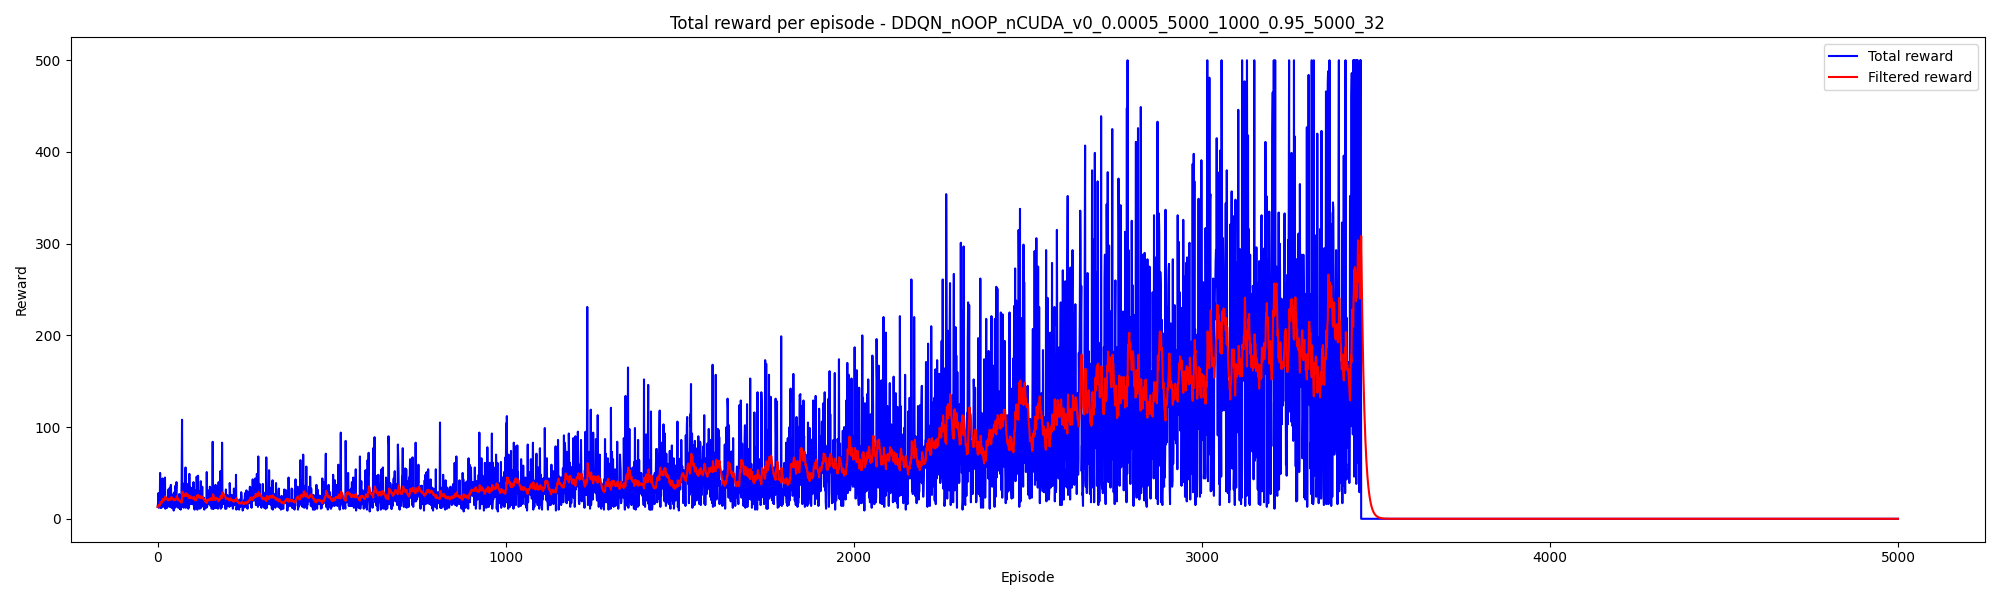 Total reward per episode - DDQN_nOOP_nCUDA_v0_0.0005_5000_1000_0.95_5000_32
Total reward
Filtered reward
500
400
300
200
100
0
Reward
0
1000
2000
3000
4000
5000
Episode